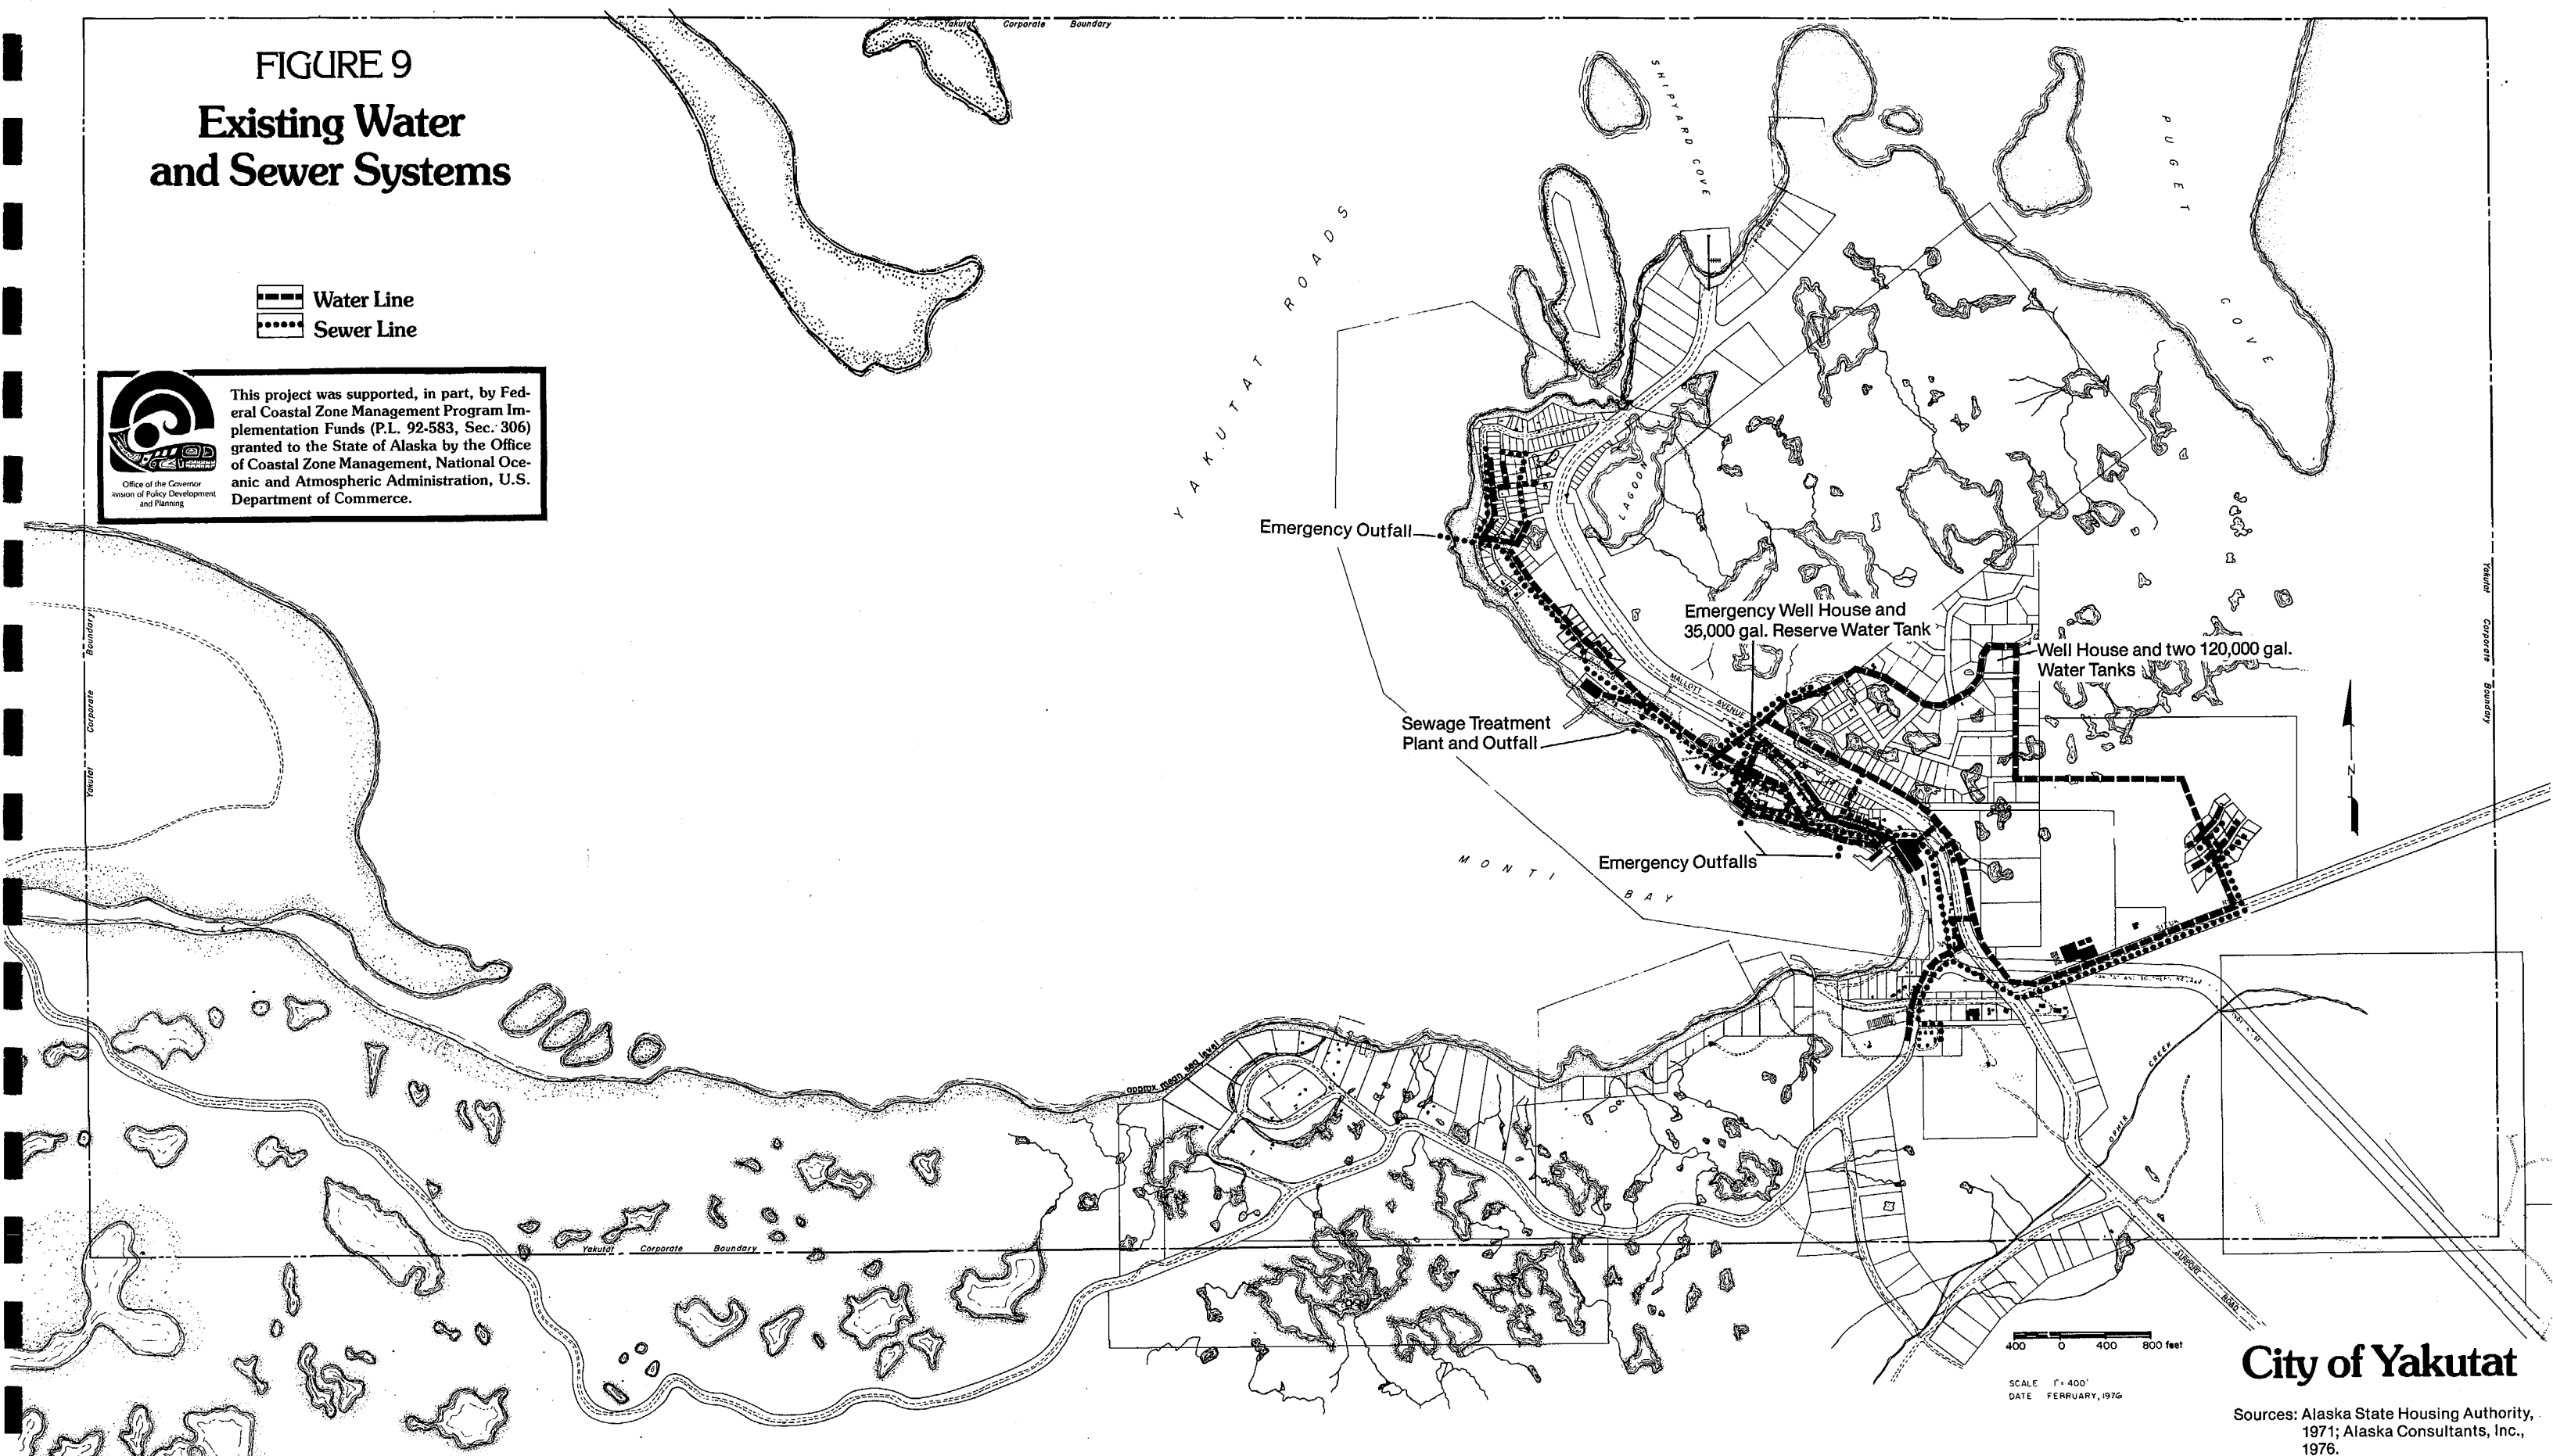 FIGURE 9
Existing Water
and Sewer Systems
Water Line
Sewer Line
This project was supported, in part, by Fed-
eral Coastal Zone Management Program Im-
plementation Funds (P.L. 92-583, Sec. 306)
granted to the State of Alaska by the Office
of Coastal Zone Management, National Oce-
anic and Atmospheric Administration, U.S.
Department of Commerce.
Office of the Governor
ivision of Policy Development
and Planning
Yakutat Corporate Boundary
Yakutat Corporate Boundary
Yakutat Corporate Boundary
Yakutat Corporate Boundary
YAKUTAT ROADS
SHIPYARD COVE
PUGET COVE
LAGOON
Emergency Outfall
Emergency Well House and
35,000 gal. Reserve Water Tank
Well House and two 120,000 gal.
Water Tanks
MALLOTT AVENUE
Sewage Treatment
Plant and Outfall
Emergency Outfalls
MONTI BAY
N
approx. mean sea level
OPHIR CREEK
AIRPORT ROAD
400 0 400 800 feet
SCALE 1" = 400'
DATE FEBRUARY, 1976
City of Yakutat
Sources: Alaska State Housing Authority,
1971; Alaska Consultants, Inc.,
1976.